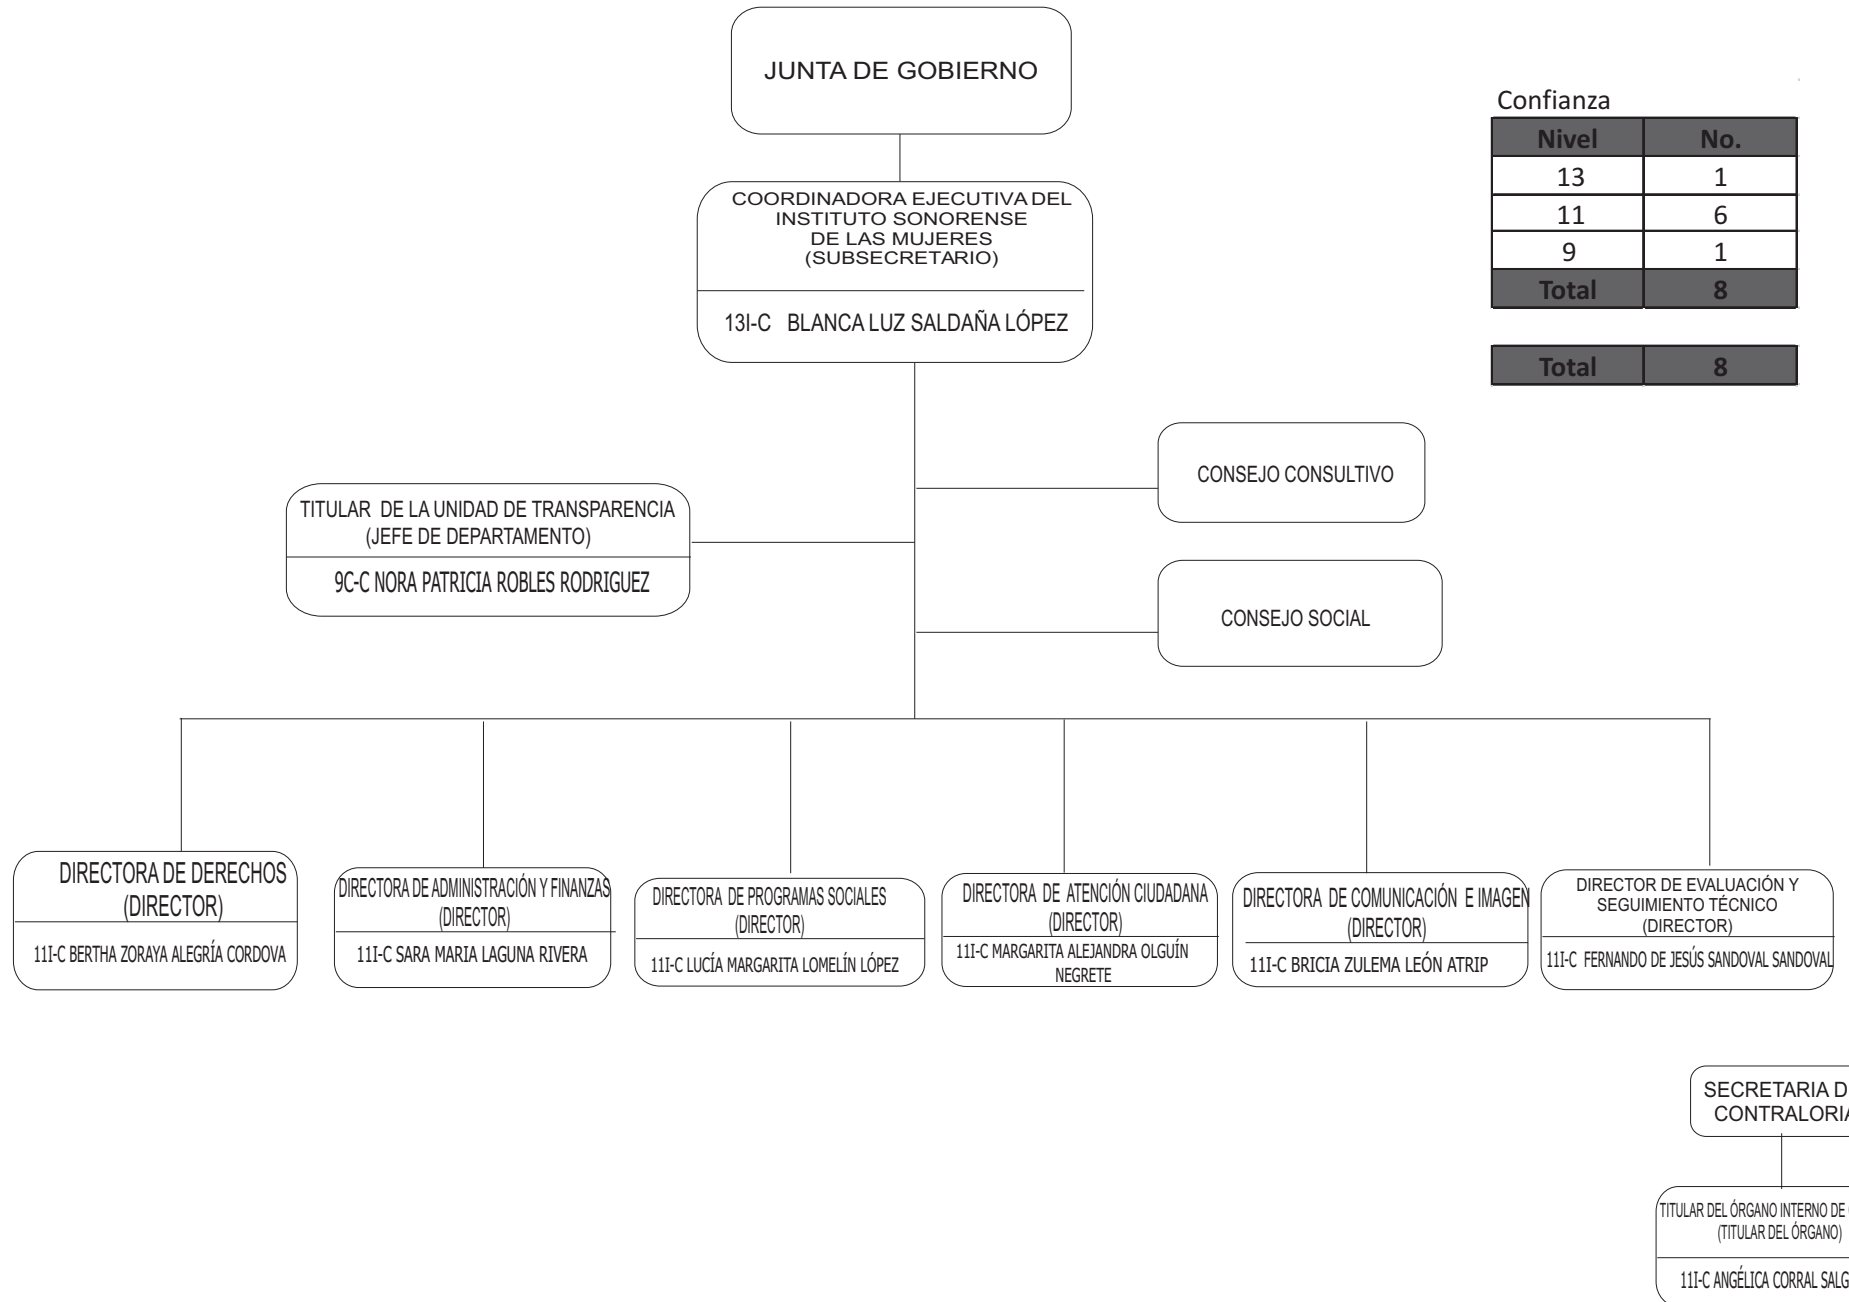 JUNTA DE GOBIERNO
COORDINADORA EJECUTIVA DEL
INSTITUTO SONORENSE
DE LAS MUJERES
(SUBSECRETARIO)
13I-C BLANCA LUZ SALDAÑA LÓPEZ
Confianza
Nivel No.
13 1
11 6
9 1
Total 8
Total 8
CONSEJO CONSULTIVO
TITULAR DE LA UNIDAD DE TRANSPARENCIA
(JEFE DE DEPARTAMENTO)
9C-C NORA PATRICIA ROBLES RODRIGUEZ
CONSEJO SOCIAL
DIRECTORA DE DERECHOS
(DIRECTOR)
11I-C BERTHA ZORAYA ALEGRÍA CORDOVA
DIRECTORA DE ADMINISTRACIÓN Y FINANZAS
(DIRECTOR)
11I-C SARA MARIA LAGUNA RIVERA
DIRECTORA DE PROGRAMAS SOCIALES
(DIRECTOR)
11I-C LUCÍA MARGARITA LOMELÍN LÓPEZ
DIRECTORA DE ATENCIÓN CIUDADANA
(DIRECTOR)
11I-C MARGARITA ALEJANDRA OLGUÍN
NEGRETE
DIRECTORA DE COMUNICACIÓN E IMAGEN
(DIRECTOR)
11I-C BRICIA ZULEMA LEÓN ATRIP
DIRECTOR DE EVALUACIÓN Y
SEGUIMIENTO TÉCNICO
(DIRECTOR)
11I-C FERNANDO DE JESÚS SANDOVAL SANDOVAL
SECRETARIA
CONTRALORIA
TITULAR DEL ÓRGANO INTERNO DE
(TITULAR DEL ÓRGANO)
11I-C ANGÉLICA CORRAL